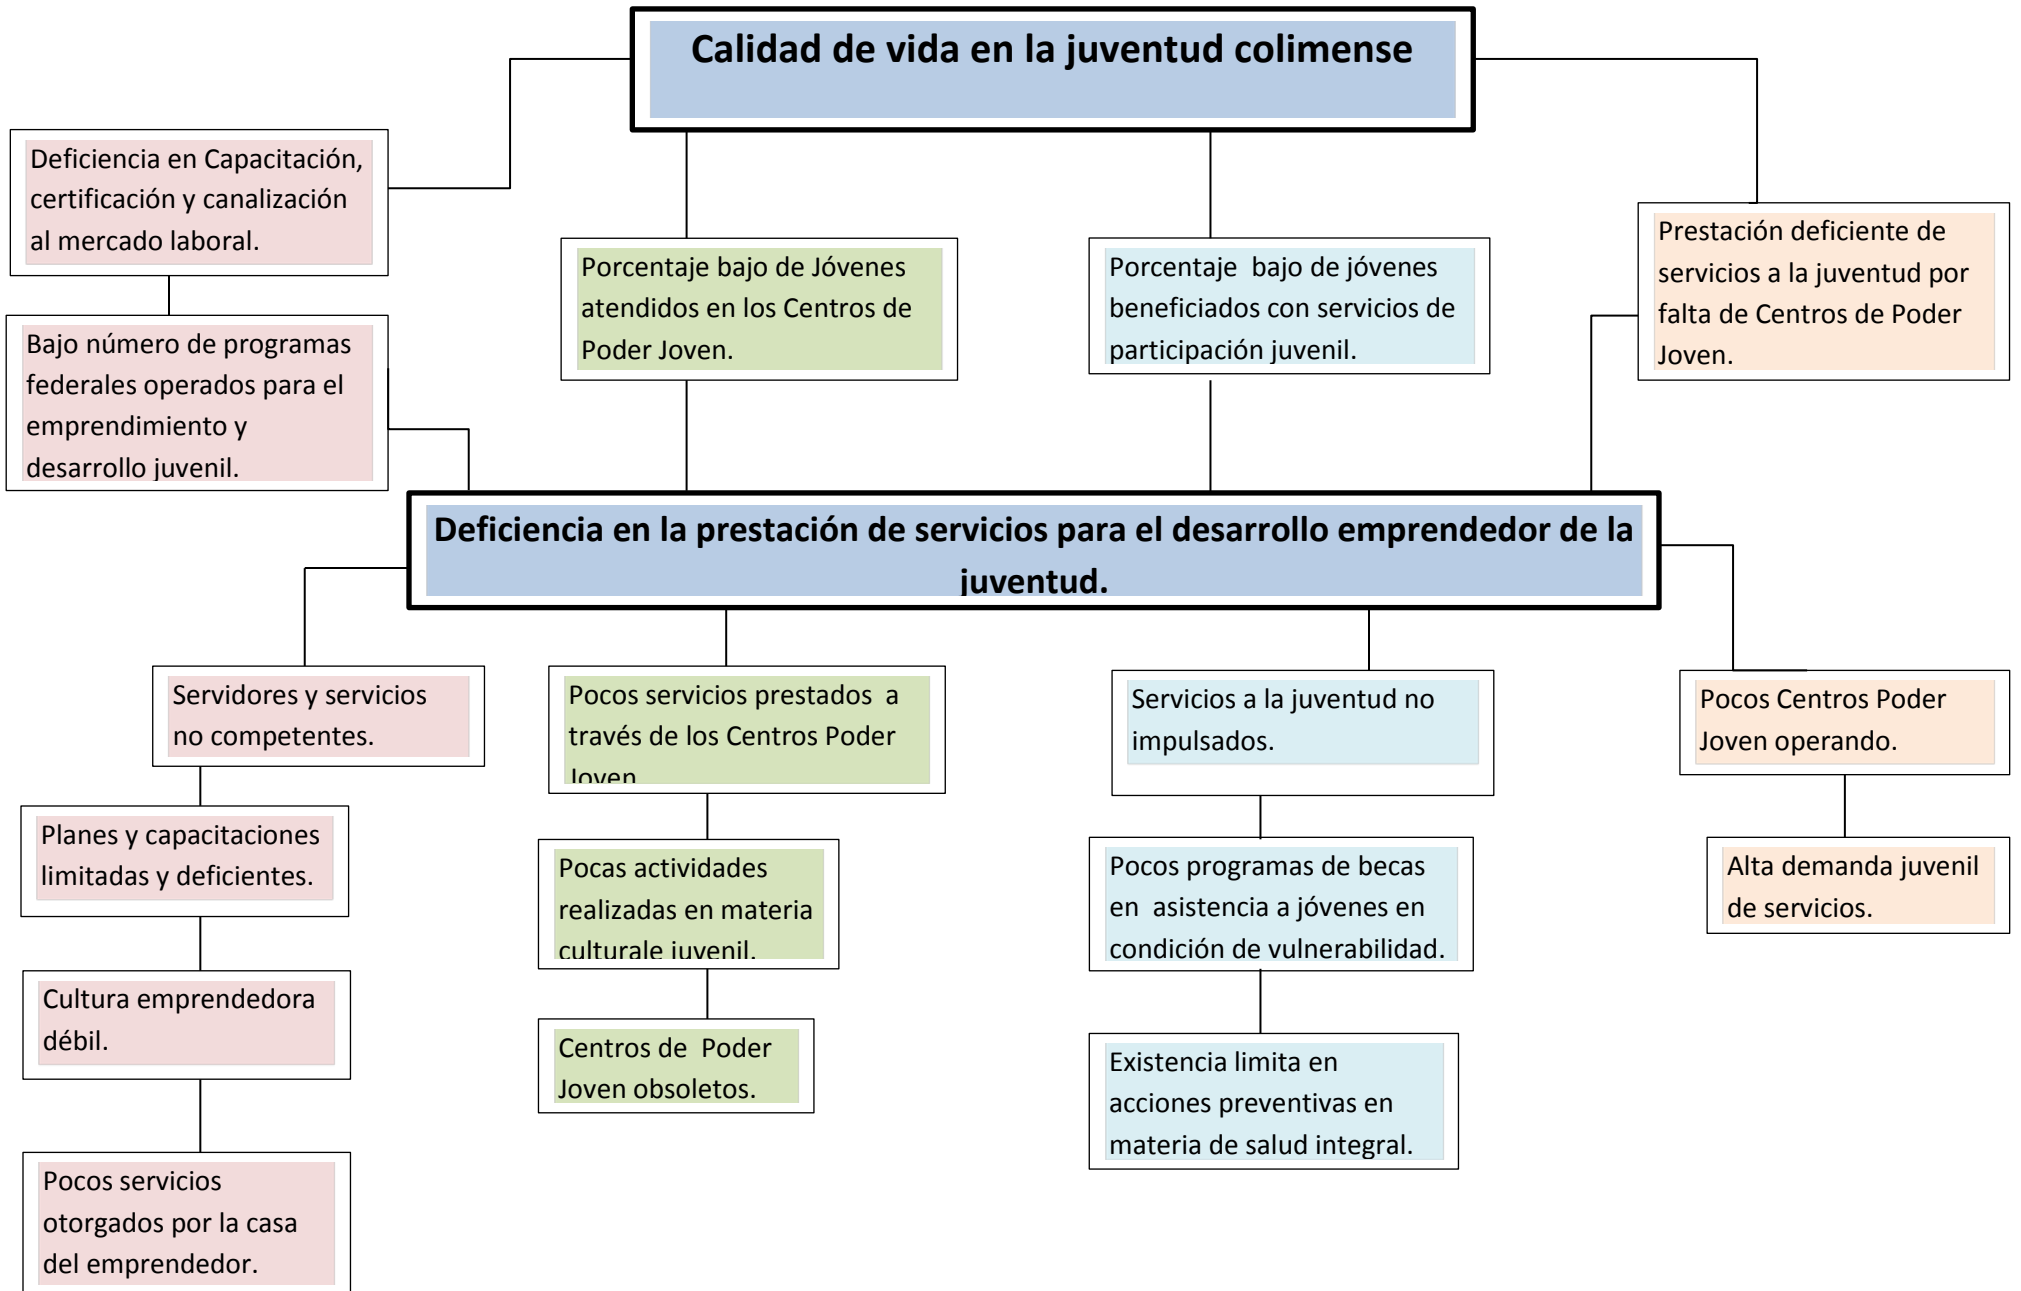 Calidad de vida en la juventud colimense
Deficiencia en Capacitación,
certificación y canalización
al mercado laboral.
Bajo número de programas
federales operados para el
emprendimiento y
desarrollo juvenil.
Porcentaje bajo de Jóvenes
atendidos en los Centros de
Poder Joven.
Porcentaje bajo de jóvenes
beneficiados con servicios de
participación juvenil.
Prestación deficiente de
servicios a la juventud por
falta de Centros de Poder
Joven.
Deficiencia en la prestación de servicios para el desarrollo emprendedor de la
juventud.
Servidores y servicios
no competentes.
Planes y capacitaciones
limitadas y deficientes.
Cultura emprendedora
débil.
Pocos servicios
otorgados por la casa
del emprendedor.
Pocos servicios prestados a
través de los Centros Poder
Joven
Pocas actividades
realizadas en materia
culturale juvenil.
Centros de Poder
Joven obsoletos.
Servicios a la juventud no
impulsados.
Pocos programas de becas
en asistencia a jóvenes en
condición de vulnerabilidad.
Existencia limita en
acciones preventivas en
materia de salud integral.
Pocos Centros Poder
Joven operando.
Alta demanda juvenil
de servicios.